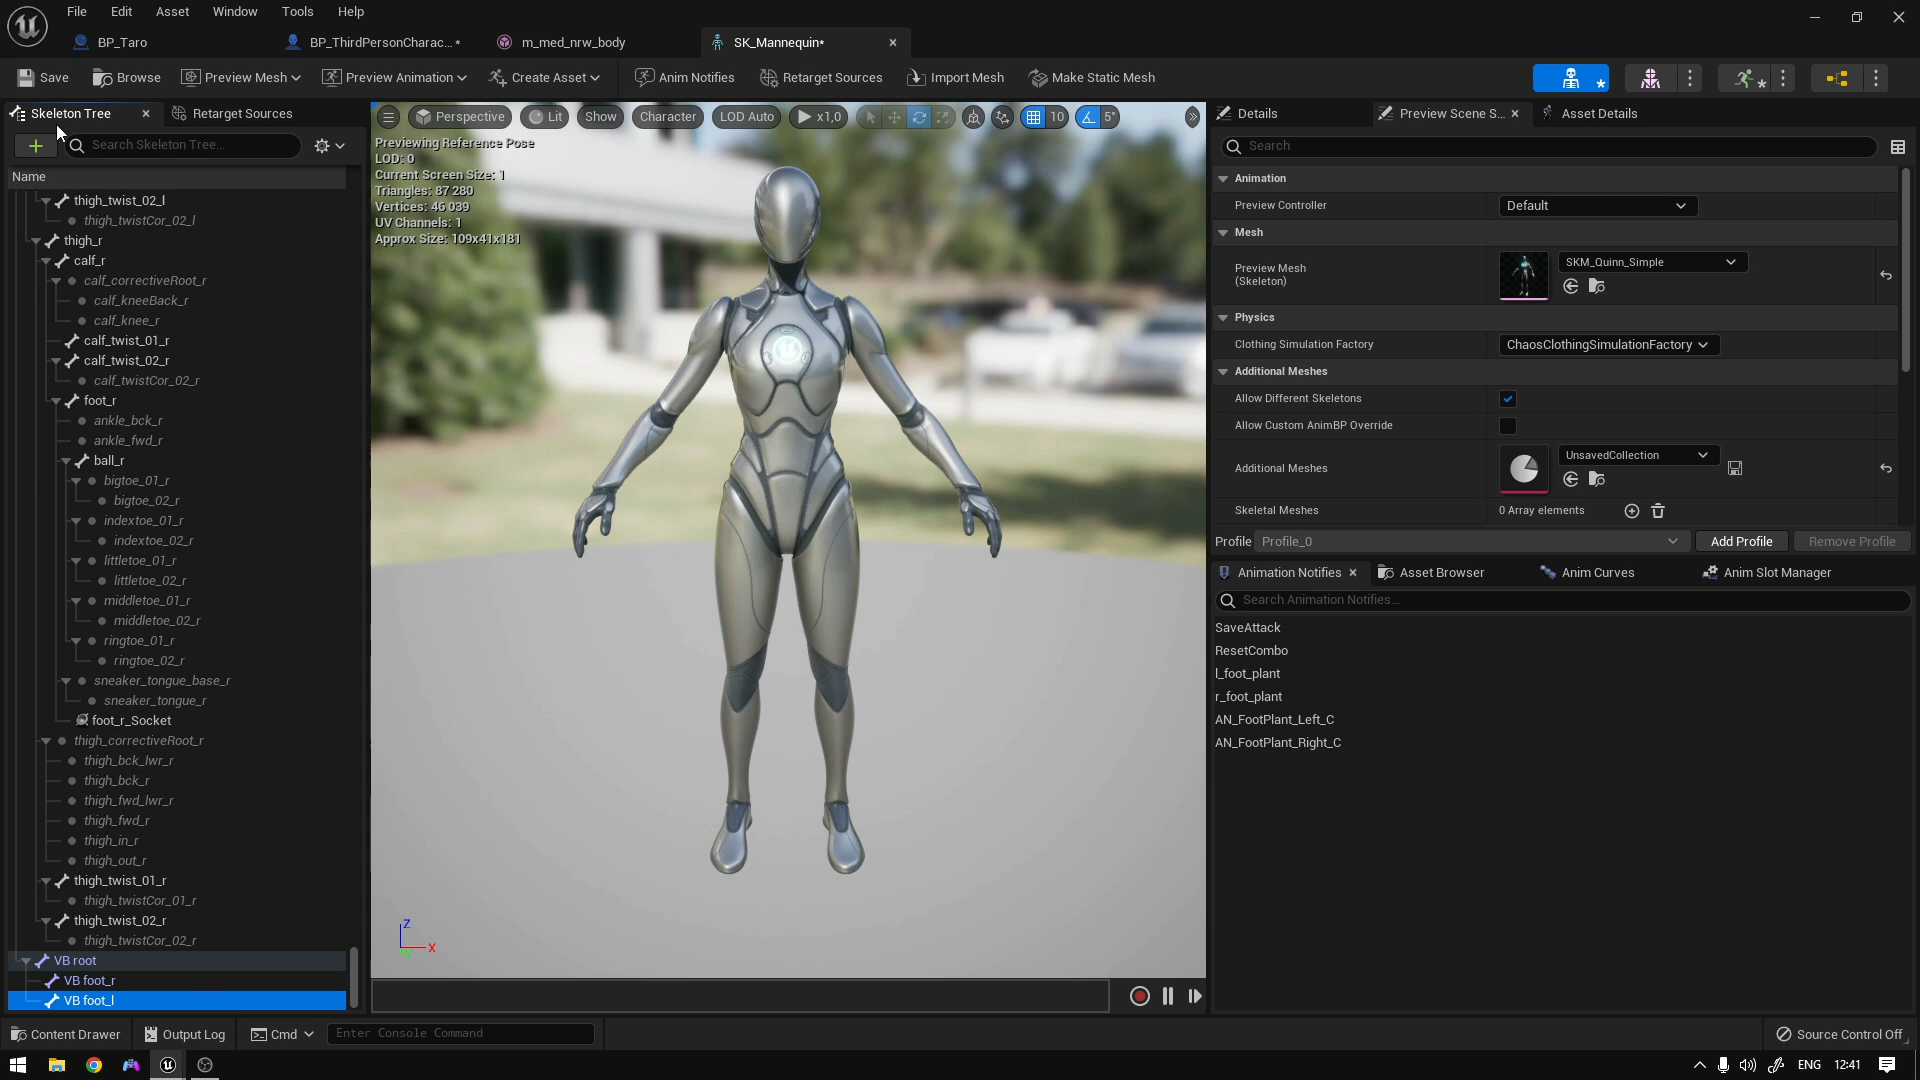 File Edit Asset Window Tools Help
BP_Taro
BP_ThirdPersonCharac...*
m_med_nrw_body
SK_Mannequin*
Save
Browse
Preview Mesh
Preview Animation
Create Asset
Anim Notifies
Retarget Sources
Import Mesh
Make Static Mesh
Skeleton Tree
Retarget Sources
Search Skeleton Tree...
Name
thigh_twist_02_l
thigh_twistCor_02_l
thigh_r
calf_r
calf_correctiveRoot_r
calf_kneeBack_r
calf_knee_r
calf_twist_01_r
calf_twist_02_r
calf_twistCor_02_r
foot_r
ankle_bck_r
ankle_fwd_r
ball_r
bigtoe_01_r
bigtoe_02_r
indextoe_01_r
indextoe_02_r
littletoe_01_r
littletoe_02_r
middletoe_01_r
middletoe_02_r
ringtoe_01_r
ringtoe_02_r
sneaker_tongue_base_r
sneaker_tongue_r
foot_r_Socket
thigh_correctiveRoot_r
thigh_bck_lwr_r
thigh_bck_r
thigh_fwd_lwr_r
thigh_fwd_r
thigh_in_r
thigh_out_r
thigh_twist_01_r
thigh_twistCor_01_r
thigh_twist_02_r
thigh_twistCor_02_r
VB root
VB foot_r
VB foot_l
Perspective
Lit
Show
Character
LOD Auto
x1,0
10
5°
Previewing Reference Pose
LOD: 0
Current Screen Size: 1
Triangles: 87 280
Vertices: 46 039
UV Channels: 1
Approx Size: 109x41x181
Z
X
Y
Details
Preview Scene S...
Asset Details
Search
Animation
Preview Controller
Default
Mesh
Preview Mesh
(Skeleton)
SKM_Quinn_Simple
Physics
Clothing Simulation Factory
ChaosClothingSimulationFactory
Additional Meshes
Allow Different Skeletons
Allow Custom AnimBP Override
Additional Meshes
UnsavedCollection
Skeletal Meshes
0 Array elements
Profile
Profile_0
Add Profile
Remove Profile
Animation Notifies
Asset Browser
Anim Curves
Anim Slot Manager
Search Animation Notifies...
SaveAttack
ResetCombo
l_foot_plant
r_foot_plant
AN_FootPlant_Left_C
AN_FootPlant_Right_C
Content Drawer
Output Log
Cmd
Enter Console Command
Source Control Off
ENG
12:41